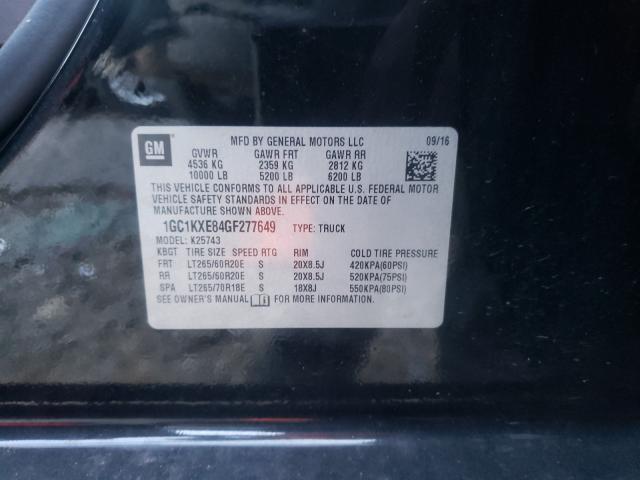 GM
MFD BY GENERAL MOTORS LLC 09/16
GVWR GAWR FRT GAWR RR
4536 KG 2359 KG 2812 KG
10000 LB 5200 LB 6200 LB
THIS VEHICLE CONFORMS TO ALL APPLICABLE U.S. FEDERAL MOTOR
VEHICLE SAFETY STANDARDS IN EFFECT ON THE DATE OF
MANUFACTURE SHOWN ABOVE.
1GC1KXE84GF277649 TYPE: TRUCK
MODEL: K25743
KBGT TIRE SIZE SPEED RTG RIM COLD TIRE PRESSURE
FRT LT265/60R20E S 20X8.5J 420KPA(60PSI)
RR LT265/60R20E S 20X8.5J 520KPA(75PSI)
SPA LT265/70R18E S 18X8J 550KPA(80PSI)
SEE OWNER'S MANUAL FOR MORE INFORMATION.